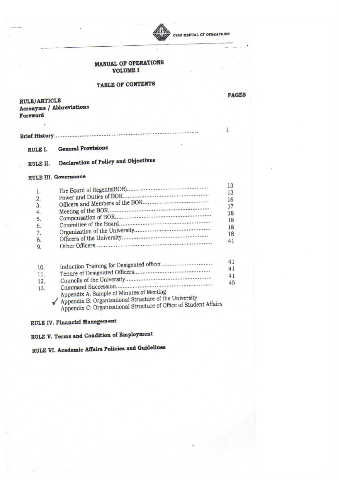 MANUAL OF OPERATIONS
VOLUME I
TABLE OF CONTENTS
PAGES
RULE/ARTICLE
Acronyms / Abbreviations
Foreword
Brief History 1
RULE I. General Provisions
RULE II. Declaration of Policy and Objectives
RULE III. Governance
1. The Board of Regents(BOR) 13
2. Power and Duties of BOR 13
3. Officers and Members of the BOR 16
4. Meeting of the BOR 17
5. Compensation of BOR 18
6. Committee of the Board 18
7. Organization of the University 18
8. Officers of the University 18
9. Other Officers 41
10. Induction Training for Designated officer 41
11. Tenure of Designated Officers 41
12. Councils of the University 41
13. Command Succession
Appendix A. Sample of Minutes of Meeting
Appendix B. Organizational Structure of the University
Appendix C: Organizational Structure of Office of Student Affairs
RULE IV. Financial Management
RULE V. Terms and Condition of Employment
RULE VI. Academic Affairs Policies and Guidelines